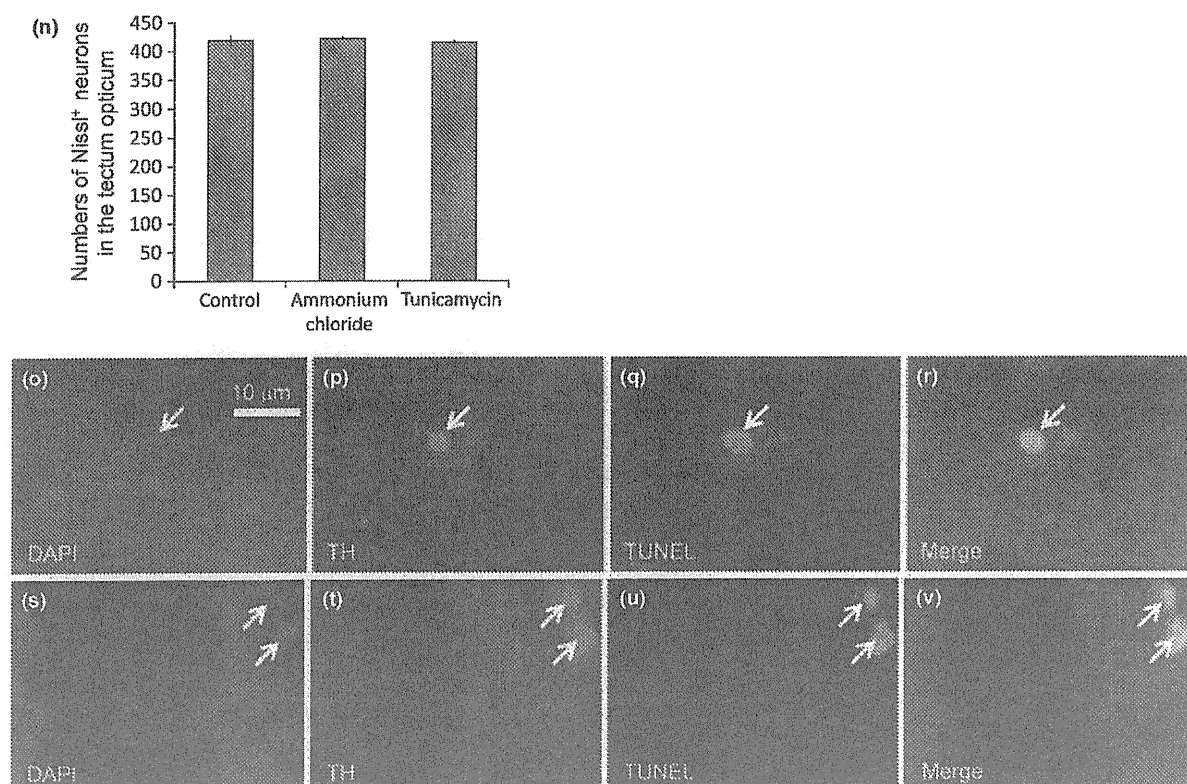 (n)
Numbers of Nissl⁺ neurons
in the tectum opticum
450
400
350
300
250
200
150
100
50
0
Control
Ammonium
chloride
Tunicamycin
(o)
10 μm
DAPI
(p)
TH
(q)
TUNEL
(r)
Merge
(s)
DAPI
(t)
TH
(u)
TUNEL
(v)
Merge